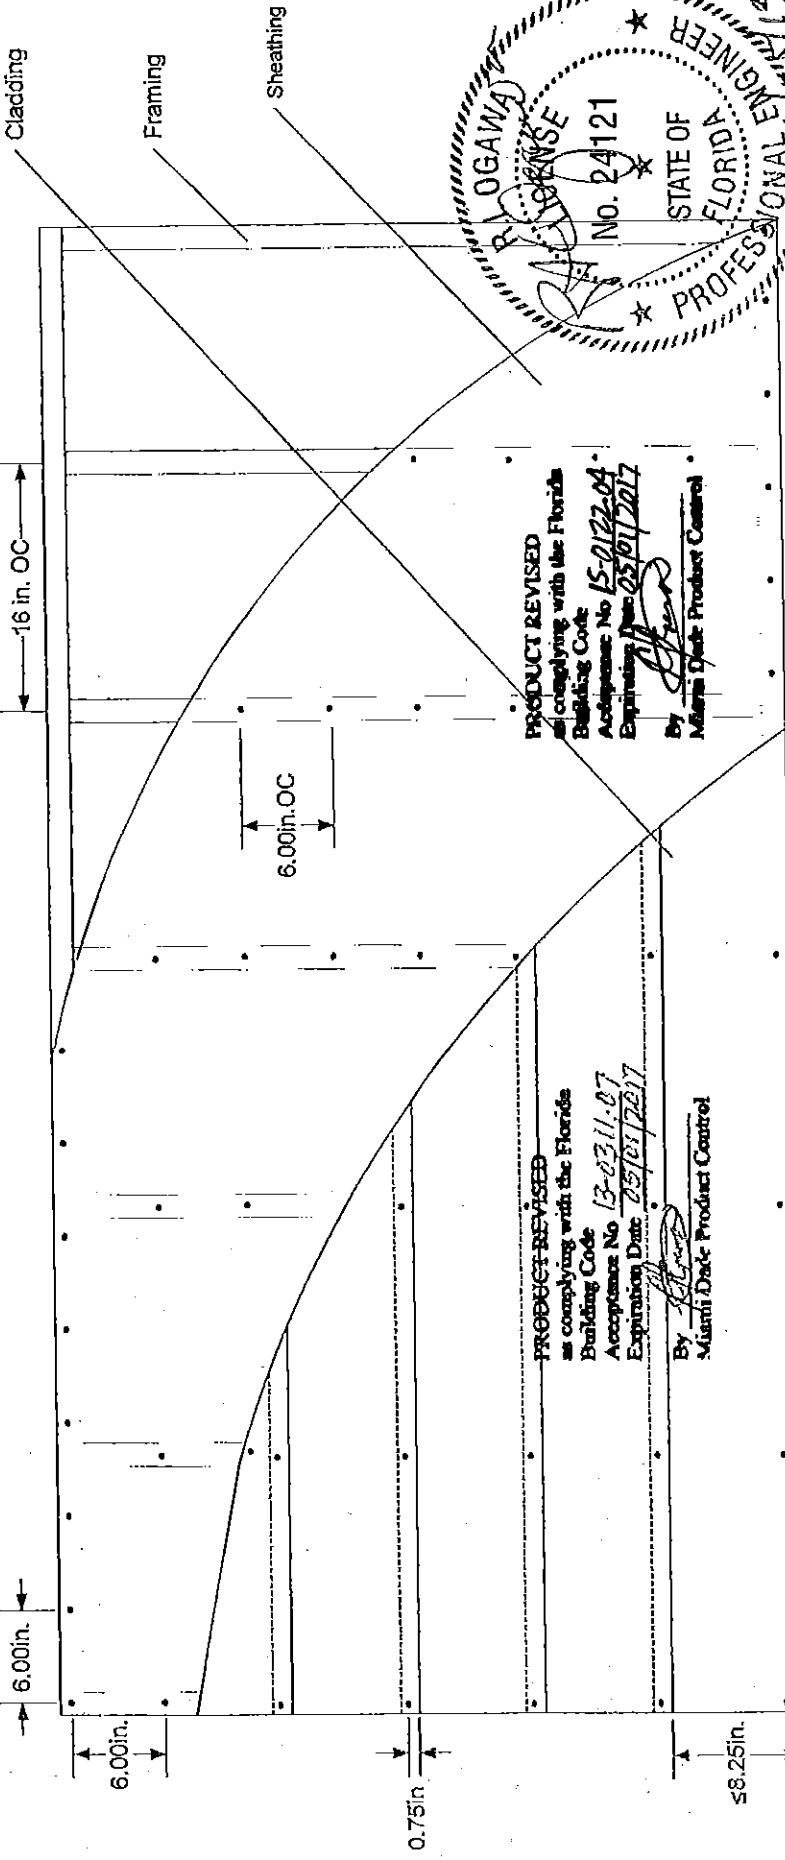 Cladding
Framing
Sheathing
16 in. OC
6.00in.OC
6.00in.
6.00in.
0.75in
≤8.25in.
PRODUCT REVISED
as complying with the Florida
Building Code
Acceptance No 15-0122.04
Expiration Date 05/01/2017
By
Miami Dade Product Control
PRODUCT REVISED
as complying with the Florida
Building Code
Acceptance No 13-0311.07
Expiration Date 05/01/2017
By
Miami Dade Product Control
R.L. OGAWA
LICENSE
No. 24121
STATE OF
FLORIDA
PROFESSIONAL ENGINEER